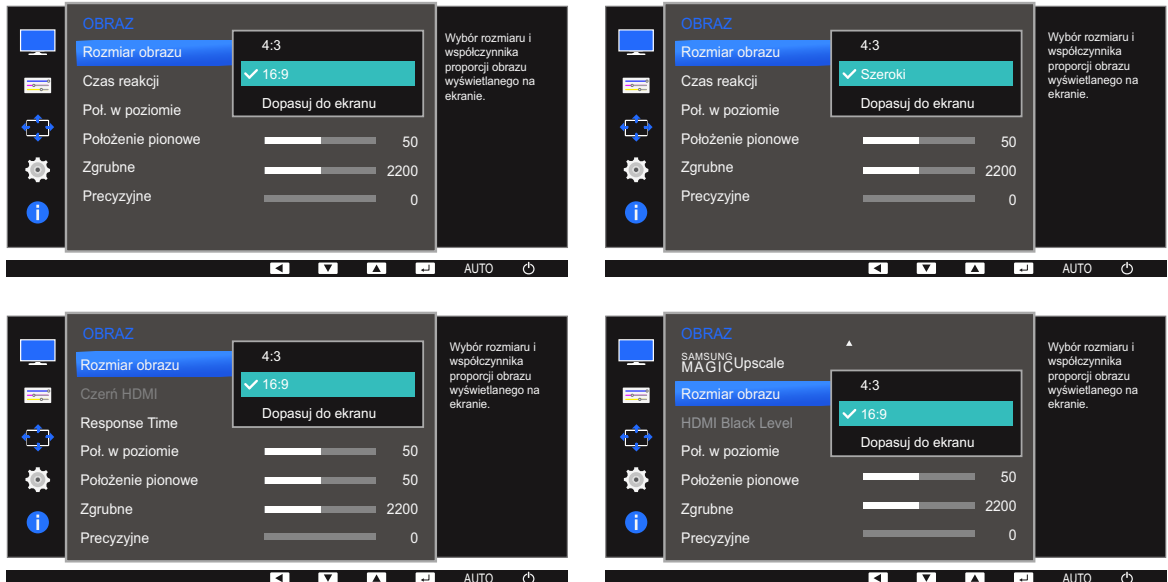 OBRAZ
Rozmiar obrazu
4:3
16:9
Dopasuj do ekranu
Czas reakcji
Poł. w poziomie
Położenie pionowe
50
Zgrubne
2200
Precyzyjne
0
Wybór rozmiaru i
współczynnika
proporcji obrazu
wyświetlanego na
ekranie.
AUTO
OBRAZ
Rozmiar obrazu
4:3
Szeroki
Dopasuj do ekranu
Czas reakcji
Poł. w poziomie
Położenie pionowe
50
Zgrubne
2200
Precyzyjne
0
Wybór rozmiaru i
współczynnika
proporcji obrazu
wyświetlanego na
ekranie.
AUTO
OBRAZ
Rozmiar obrazu
4:3
16:9
Dopasuj do ekranu
Czerń HDMI
Response Time
Poł. w poziomie
50
Położenie pionowe
50
Zgrubne
2200
Precyzyjne
0
Wybór rozmiaru i
współczynnika
proporcji obrazu
wyświetlanego na
ekranie.
AUTO
OBRAZ
SAMSUNG
MAGICUpscale
Rozmiar obrazu
4:3
16:9
Dopasuj do ekranu
HDMI Black Level
Poł. w poziomie
Położenie pionowe
50
Zgrubne
2200
Precyzyjne
0
Wybór rozmiaru i
współczynnika
proporcji obrazu
wyświetlanego na
ekranie.
AUTO